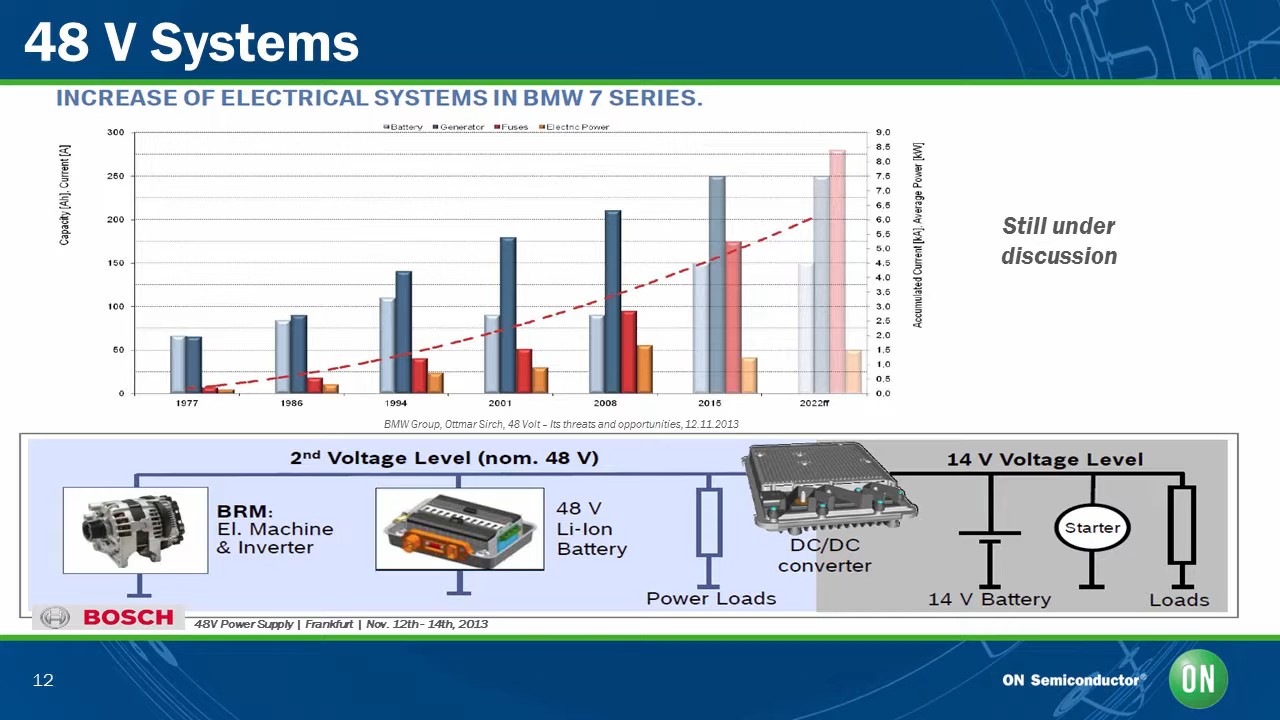 48 V Systems
INCREASE OF ELECTRICAL SYSTEMS IN BMW 7 SERIES.
Battery Generator Fuses Electric Power
Capacity [Ah], Current [A]
300
250
200
150
100
50
0
9.0
8.5
8.0
7.5
7.0
6.5
6.0
5.5
5.0
4.5
4.0
3.5
3.0
2.5
2.0
1.5
1.0
0.5
0.0
Accumulated Current [kA], Average Power [kW]
1977 1986 1994 2001 2008 2015 2022ff
Still under
discussion
BMW Group, Ottmar Sirch, 48 Volt – Its threats and opportunities, 12.11.2013
2nd Voltage Level (nom. 48 V)
14 V Voltage Level
BRM:
El. Machine
& Inverter
48 V
Li-Ion
Battery
Power Loads
DC/DC
converter
14 V Battery
Starter
Loads
BOSCH
48V Power Supply | Frankfurt | Nov. 12th - 14th, 2013
12
ON Semiconductor®
ON